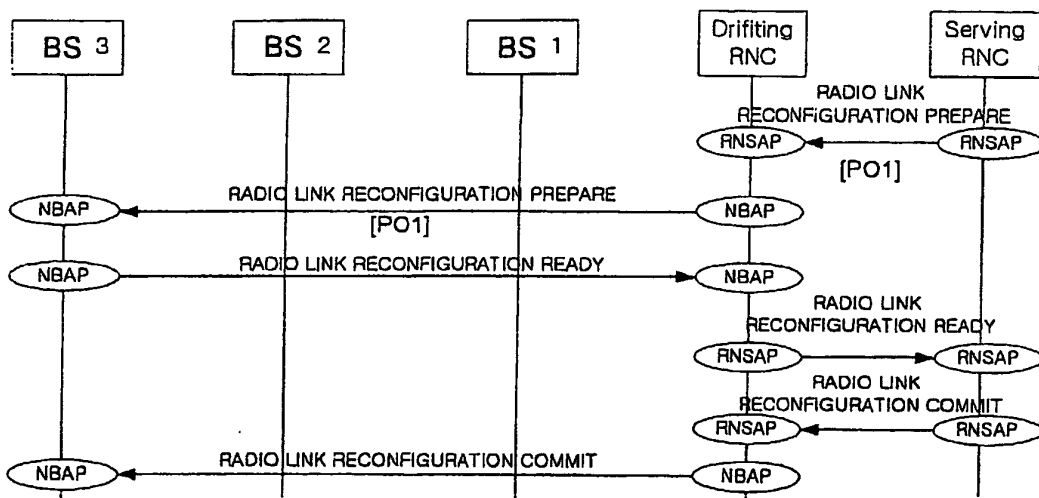 BS 3
BS 2
BS 1
Drifiting
RNC
Serving
RNC
RADIO LINK
RECONFIGURATION PREPARE
RNSAP
RNSAP
[PO1]
RADIO LINK RECONFIGURATION PREPARE
NBAP
NBAP
[PO1]
NBAP
RADIO LINK RECONFIGURATION READY
NBAP
RADIO LINK
RECONFIGURATION READY
RNSAP
RNSAP
RADIO LINK
RECONFIGURATION COMMIT
RNSAP
RNSAP
NBAP
RADIO LINK RECONFIGURATION COMMIT
NBAP